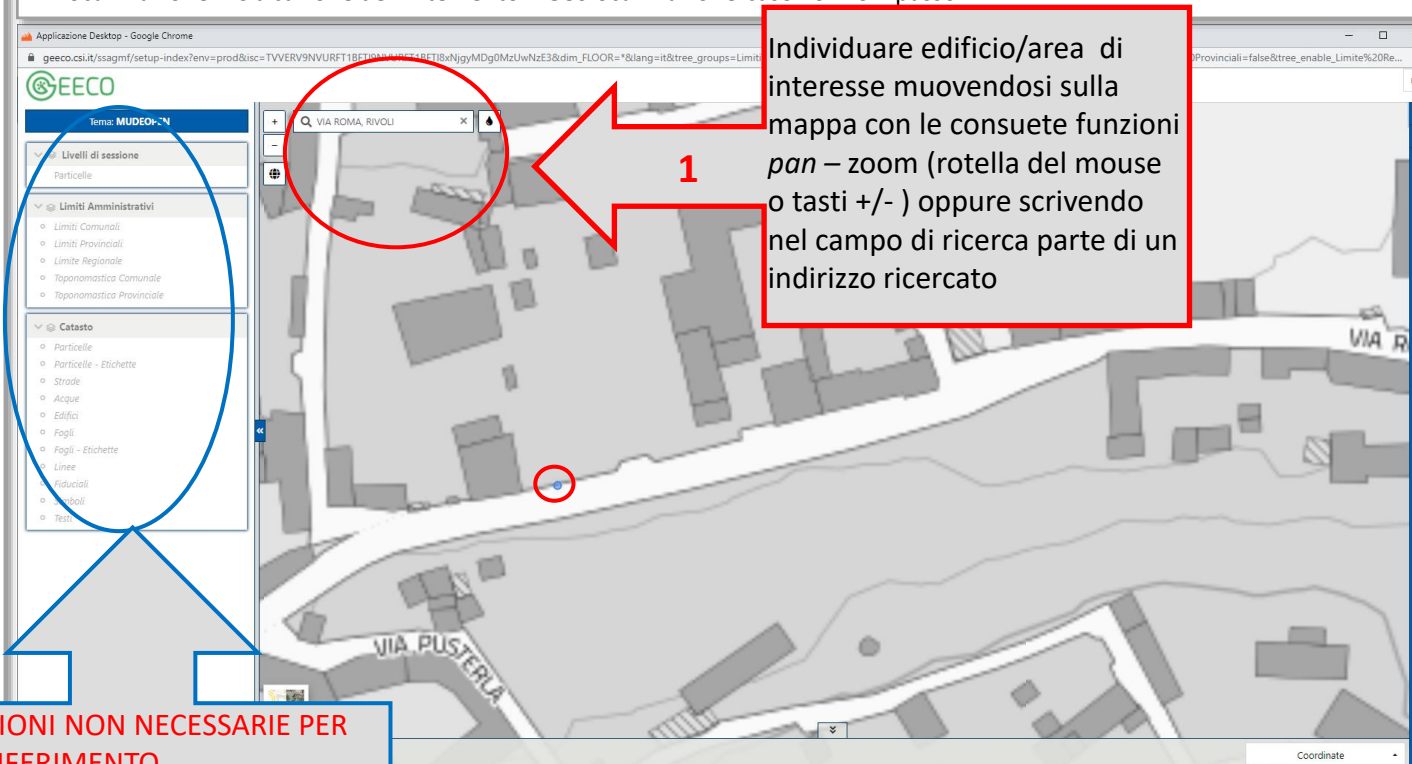 Applicazione Desktop - Google Chrome
GEECO
Tema: MUDEOPEN
Livelli di sessione
Particelle
Limiti Amministrativi
Limiti Comunali
Limiti Provinciali
Limite Regionale
Toponomastica Comunale
Toponomastica Provinciale
Catasto
Particelle
Particelle - Etichette
Strade
Acque
Edifici
Fogli
Fogli - Etichette
Linee
Fiduciali
Simboli
Testi
+
VIA ROMA, RIVOLI
×
-
1
Individuare edificio/area di
interesse muovendosi sulla
mappa con le consuete funzioni
pan – zoom (rotella del mouse
o tasti +/- ) oppure scrivendo
nel campo di ricerca parte di un
indirizzo ricercato
VIA R
VIA PUSTERLA
IONI NON NECESSARIE PER
Coordinate